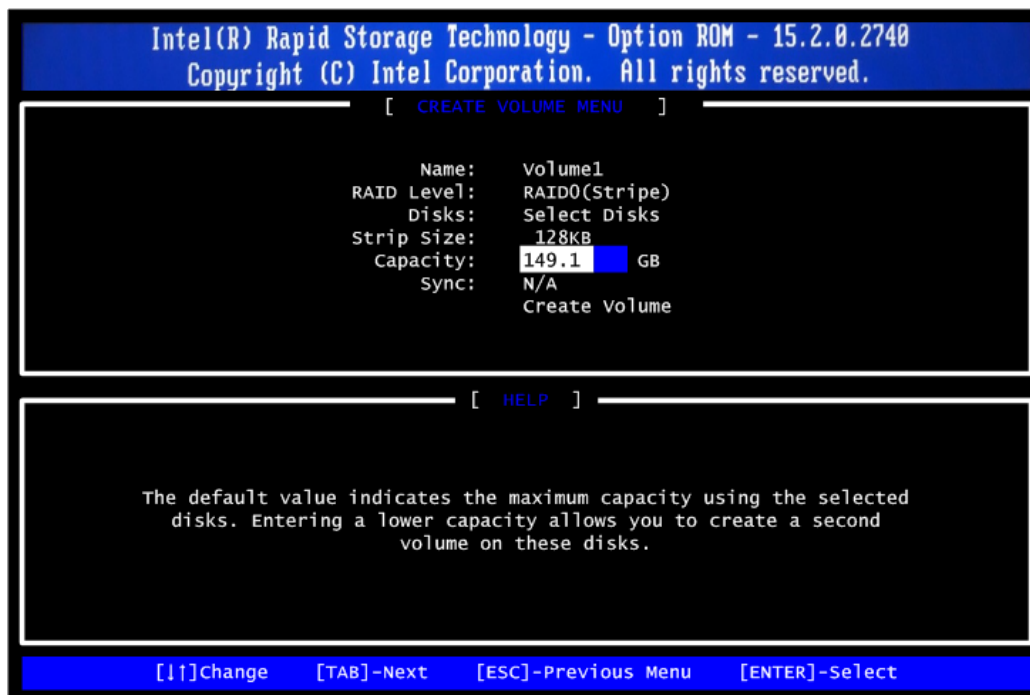 Intel(R) Rapid Storage Technology - Option ROM - 15.2.0.2740
Copyright (C) Intel Corporation. All rights reserved.
[ CREATE VOLUME MENU ]
Name: Volume1
RAID Level: RAID0(Stripe)
Disks: Select Disks
Strip Size: 128KB
Capacity: 149.1 GB
Sync: N/A
Create Volume
[ HELP ]
The default value indicates the maximum capacity using the selected
disks. Entering a lower capacity allows you to create a second
volume on these disks.
[↓↑]Change [TAB]-Next [ESC]-Previous Menu [ENTER]-Select